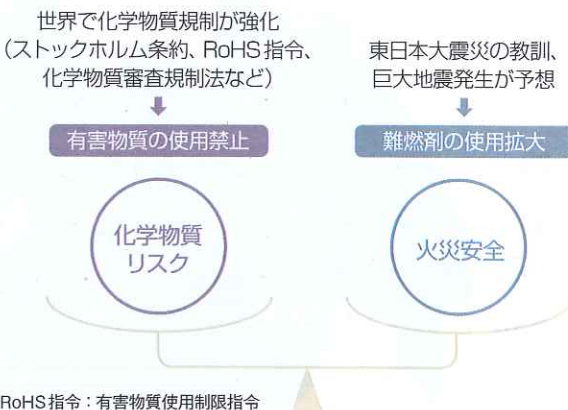 世界で化学物質規制が強化
（ストックホルム条約、RoHS指令、
化学物質審査規制法など）
有害物質の使用禁止
化学物質
リスク
東日本大震災の教訓、
巨大地震発生が予想
難燃剤の使用拡大
火災安全
RoHS指令：有害物質使用制限指令